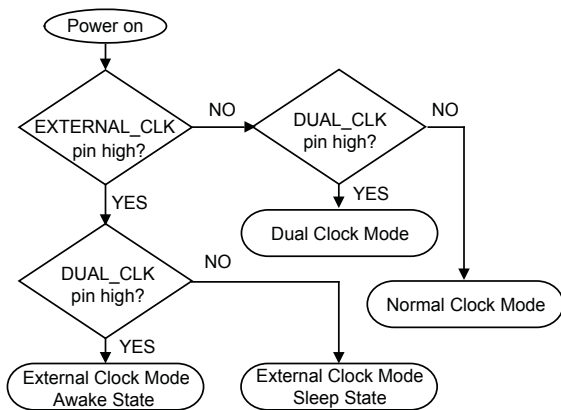 Power on
EXTERNAL_CLK
pin high?
NO
DUAL_CLK
pin high?
NO
YES
Dual Clock Mode
Normal Clock Mode
YES
DUAL_CLK
pin high?
NO
YES
External Clock Mode
Awake State
External Clock Mode
Sleep State